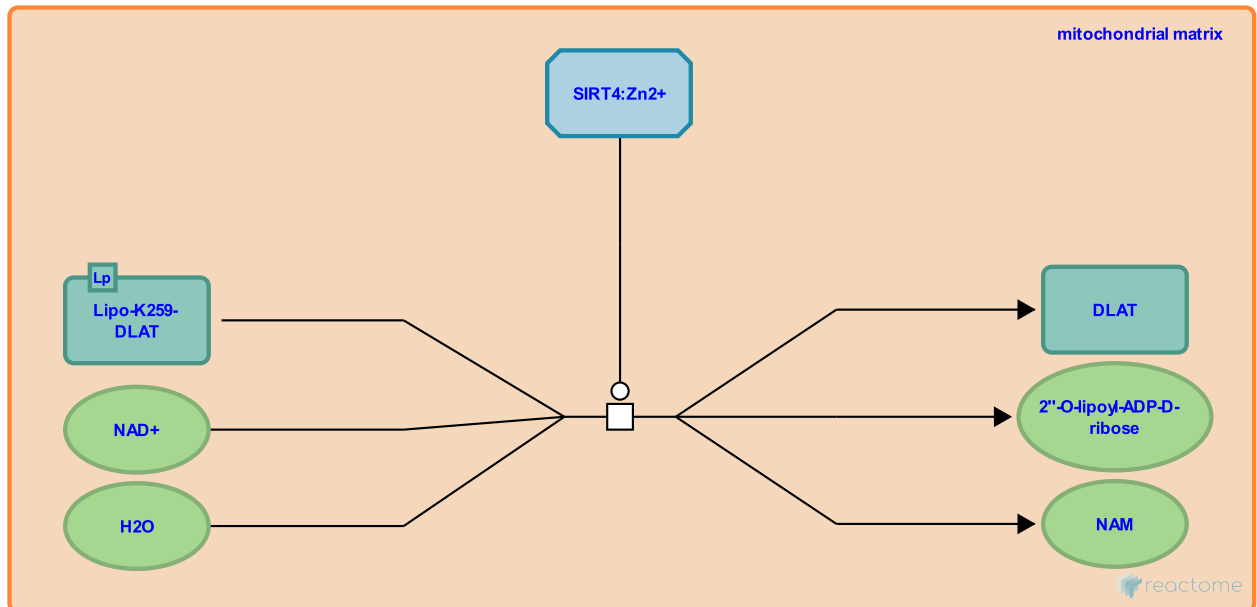 mitochondrial matrix
SIRT4:Zn2+
Lp
Lipo-K259-
DLAT
NAD+
H2O
DLAT
2"-O-lipoyl-ADP-D-
ribose
NAM
reactome